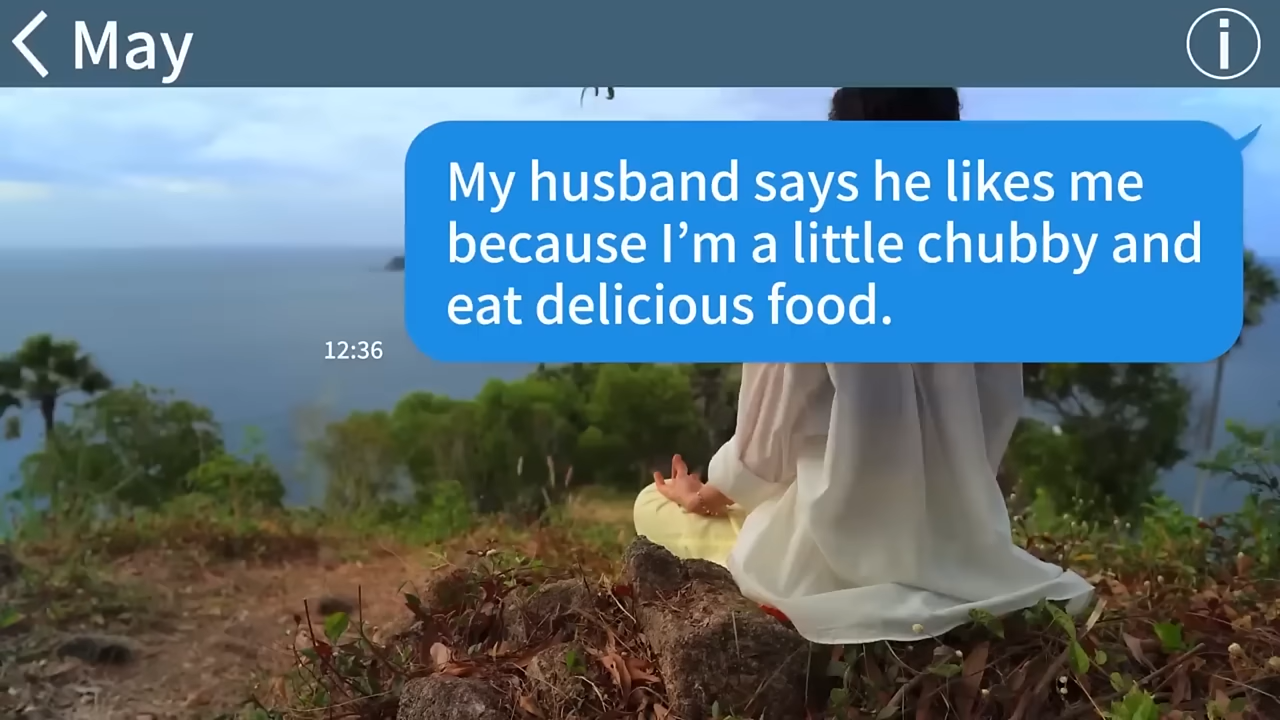 May
My husband says he likes me
because I’m a little chubby and
eat delicious food.
12:36